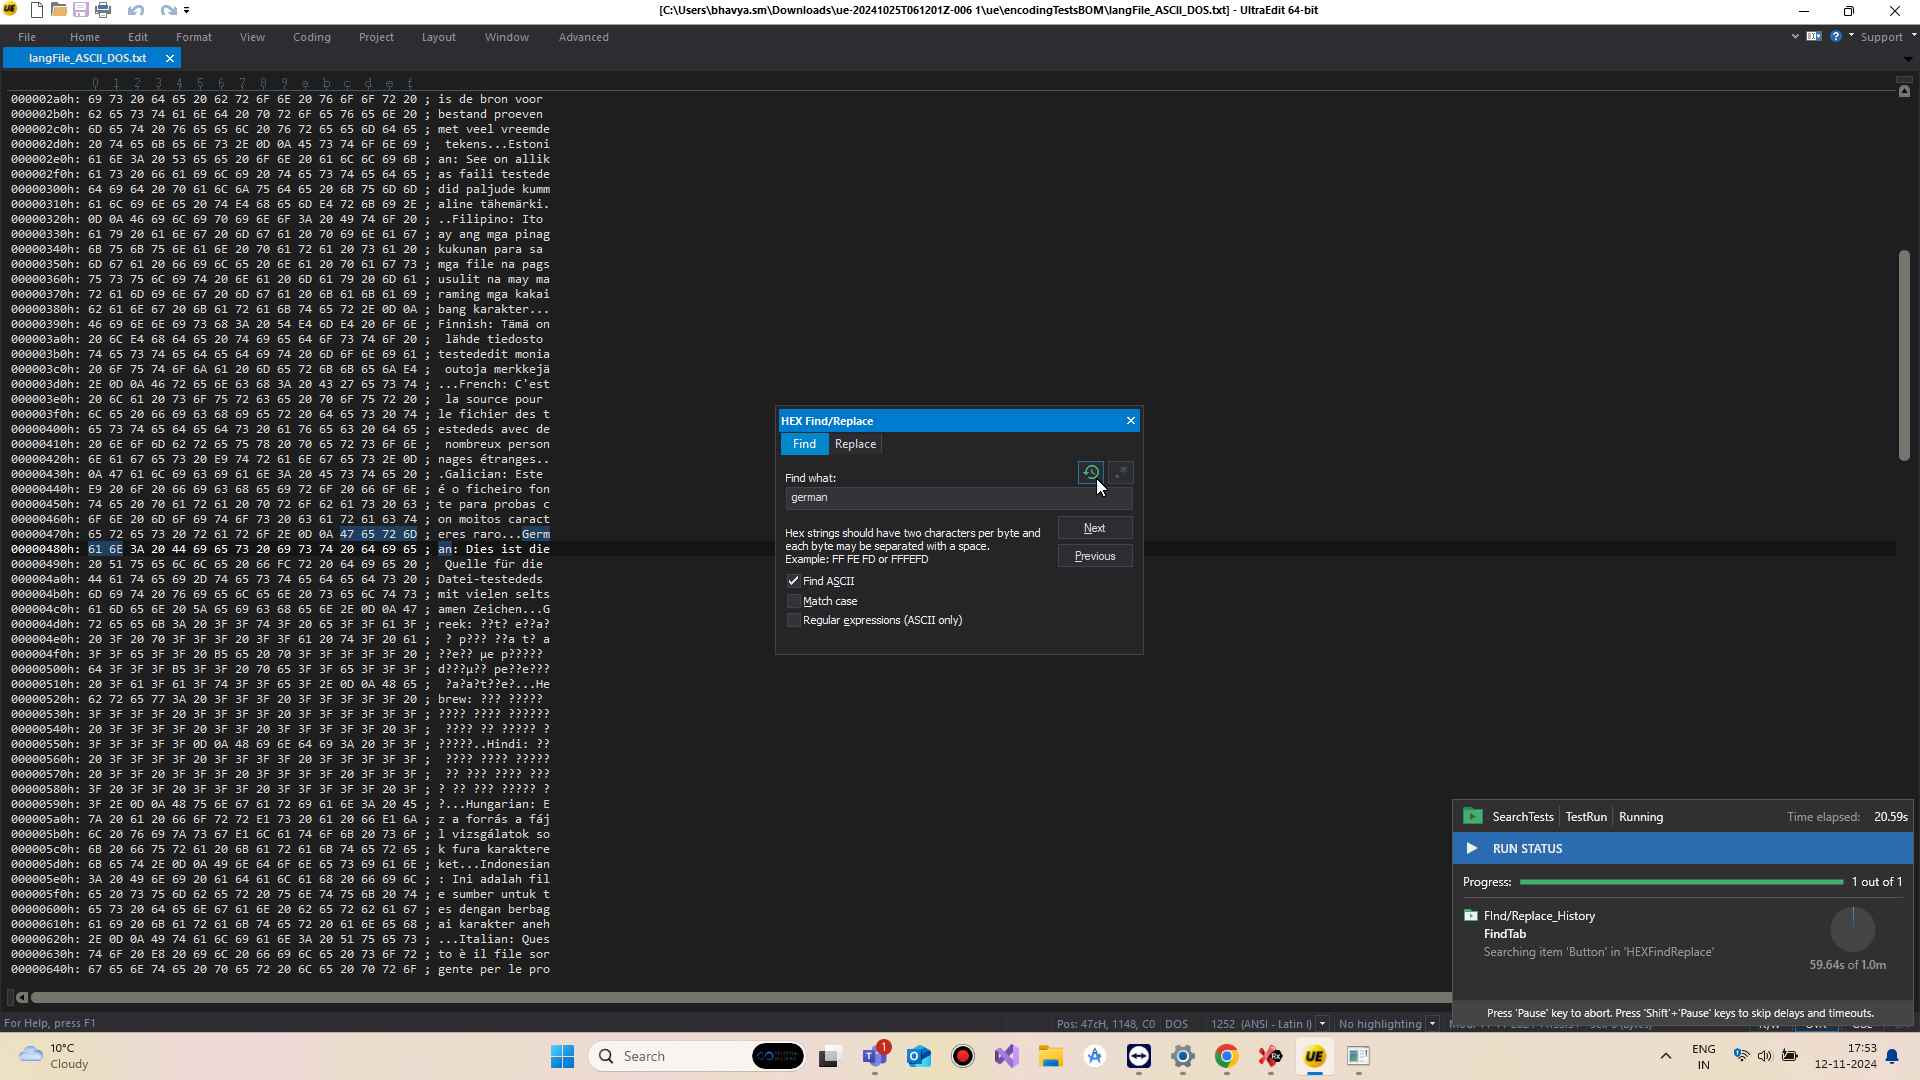 [C:\Users\bhavya.sm\Downloads\ue-20241025T061201Z-006 1\ue\encodingTestsBOM\langFile_ASCII_DOS.txt] - UltraEdit 64-bit
File Home Edit Format View Coding Project Layout Window Advanced Support
langFile_ASCII_DOS.txt
0 1 2 3 4 5 6 7 8 9 a b c d e f
000002a0h: 69 73 20 64 65 20 62 72 6F 6E 20 76 6F 6F 72 20 ; is de bron voor
000002b0h: 62 65 73 74 61 6E 64 20 70 72 6F 65 76 65 6E 20 ; bestand proeven
000002c0h: 6D 65 74 20 76 65 65 6C 20 76 72 65 65 6D 64 65 ; met veel vreemde
000002d0h: 20 74 65 6B 65 6E 73 2E 0D 0A 45 73 74 6F 6E 69 ; tekens...Estoni
000002e0h: 61 6E 3A 20 53 65 65 20 6F 6E 20 61 6C 6C 69 6B ; an: See on allik
000002f0h: 61 73 20 66 61 69 6C 69 20 74 65 73 74 65 64 65 ; as faili testede
00000300h: 64 69 64 20 70 61 6C 6A 75 64 65 20 6B 75 6D 6D ; did paljude kumm
00000310h: 61 6C 69 6E 65 20 74 E4 68 65 6D E4 72 6B 69 2E ; aline tähemärki.
00000320h: 0D 0A 46 69 6C 69 70 69 6E 6F 3A 20 49 74 6F 20 ; ..Filipino: Ito
00000330h: 61 79 20 61 6E 67 20 6D 67 61 20 70 69 6E 61 67 ; ay ang mga pinag
00000340h: 6B 75 6B 75 6E 61 6E 20 70 61 72 61 20 73 61 20 ; kukunan para sa
00000350h: 6D 67 61 20 66 69 6C 65 20 6E 61 20 70 61 67 73 ; mga file na pags
00000360h: 75 73 75 6C 69 74 20 6E 61 20 6D 61 79 20 6D 61 ; usulit na may ma
00000370h: 72 61 6D 69 6E 67 20 6D 67 61 20 6B 61 6B 61 69 ; raming mga kakai
00000380h: 62 61 6E 67 20 6B 61 72 61 6B 74 65 72 2E 0D 0A ; bang karakter...
00000390h: 46 69 6E 6E 69 73 68 3A 20 54 E4 6D E4 20 6F 6E ; Finnish: Tämä on
000003a0h: 20 6C E4 68 64 65 20 74 69 65 64 6F 73 74 6F 20 ; lähde tiedosto
000003b0h: 74 65 73 74 65 64 65 64 69 74 20 6D 6F 6E 69 61 ; testededit monia
000003c0h: 20 6F 75 74 6F 6A 61 20 6D 65 72 6B 6B 65 6A E4 ; outoja merkkejä
000003d0h: 2E 0D 0A 46 72 65 6E 63 68 3A 20 43 27 65 73 74 ; ...French: C'est
000003e0h: 20 6C 61 20 73 6F 75 72 63 65 20 70 6F 75 72 20 ; la source pour
000003f0h: 6C 65 20 66 69 63 68 69 65 72 20 64 65 73 20 74 ; le fichier des t
00000400h: 65 73 74 65 64 65 64 73 20 61 76 65 63 20 64 65 ; estededs avec de
00000410h: 20 6E 6F 6D 62 72 65 75 78 20 70 65 72 73 6F 6E ; nombreux person
00000420h: 6E 61 67 65 73 20 E9 74 72 61 6E 67 65 73 2E 0D ; nages étranges..
00000430h: 0A 47 61 6C 69 63 69 61 6E 3A 20 45 73 74 65 20 ; .Galician: Este
00000440h: E9 20 6F 20 66 69 63 68 65 69 72 6F 20 66 6F 6E ; é o ficheiro fon
00000450h: 74 65 20 70 61 72 61 20 70 72 6F 62 61 73 20 63 ; te para probas c
00000460h: 6F 6E 20 6D 6F 69 74 6F 73 20 63 61 72 61 63 74 ; on moitos caract
00000470h: 65 72 65 73 20 72 61 72 6F 2E 0D 0A 47 65 72 6D ; eres raro...Germ
00000480h: 61 6E 3A 20 44 69 65 73 20 69 73 74 20 64 69 65 ; an: Dies ist die
00000490h: 20 51 75 65 6C 6C 65 20 66 FC 72 20 64 69 65 20 ; Quelle für die
000004a0h: 44 61 74 65 69 2D 74 65 73 74 65 64 65 64 73 20 ; Datei-testededs
000004b0h: 6D 69 74 20 76 69 65 6C 65 6E 20 73 65 6C 74 73 ; mit vielen selts
000004c0h: 61 6D 65 6E 20 5A 65 69 63 68 65 6E 2E 0D 0A 47 ; amen Zeichen...G
000004d0h: 72 65 65 6B 3A 20 3F 3F 74 3F 20 65 3F 3F 61 3F ; reek: ??t? e??a?
000004e0h: 3F 20 70 3F 3F 3F 20 3F 3F 61 20 74 3F 20 61 ; ? p??? ??a t? a
000004f0h: 3F 3F 65 3F 3F 20 B5 65 20 70 3F 3F 3F 3F 3F 20 ; ??e?? µe p?????
00000500h: 64 3F 3F 3F B5 3F 3F 20 70 65 3F 3F 65 3F 3F 3F ; d???µ?? pe??e???
00000510h: 20 3F 61 3F 61 3F 74 3F 3F 65 3F 2E 0D 0A 48 65 ; ?a?a?t??e?...He
00000520h: 62 72 65 77 3A 20 3F 3F 3F 20 3F 3F 3F 3F 3F 20 ; brew: ??? ?????
00000530h: 3F 3F 3F 3F 20 3F 3F 3F 3F 20 3F 3F 3F 3F 3F 3F ; ???? ???? ??????
00000540h: 20 3F 3F 3F 3F 20 3F 3F 20 3F 3F 3F 3F 3F 20 3F ; ???? ?? ????? ?
00000550h: 3F 3F 3F 3F 3F 0D 0A 48 69 6E 64 69 3A 20 3F 3F ; ?????..Hindi: ??
00000560h: 20 3F 3F 3F 3F 20 3F 3F 3F 3F 20 3F 3F 3F 3F 3F ; ???? ???? ?????
00000570h: 20 3F 3F 20 3F 3F 3F 20 3F 3F 3F 3F 20 3F 3F 3F ; ?? ??? ???? ???
00000580h: 3F 20 3F 3F 20 3F 3F 3F 20 3F 3F 3F 3F 3F 20 3F ; ? ?? ??? ????? ?
00000590h: 3F 2E 0D 0A 48 75 6E 67 61 72 69 61 6E 3A 20 45 ; ?...Hungarian: E
000005a0h: 7A 20 61 20 66 6F 72 72 E1 73 20 61 20 66 E1 6A ; z a forrás a fáj
000005b0h: 6C 20 76 69 7A 73 67 E1 6C 61 74 6F 6B 20 73 6F ; l vizsgálatok so
000005c0h: 6B 20 66 75 72 61 20 6B 61 72 61 6B 74 65 72 65 ; k fura karaktere
000005d0h: 6B 65 74 2E 0D 0A 49 6E 64 6F 6E 65 73 69 61 6E ; ket...Indonesian
000005e0h: 3A 20 49 6E 69 20 61 64 61 6C 61 68 20 66 69 6C ; : Ini adalah fil
000005f0h: 65 20 73 75 6D 62 65 72 20 75 6E 74 75 6B 20 74 ; e sumber untuk t
00000600h: 65 73 20 64 65 6E 67 61 6E 20 62 65 72 62 61 67 ; es dengan berbag
00000610h: 61 69 20 6B 61 72 61 6B 74 65 72 20 61 6E 65 68 ; ai karakter aneh
00000620h: 2E 0D 0A 49 74 61 6C 69 61 6E 3A 20 51 75 65 73 ; ...Italian: Ques
00000630h: 74 6F 20 E8 20 69 6C 20 66 69 6C 65 20 73 6F 72 ; to è il file sor
00000640h: 67 65 6E 74 65 20 70 65 72 20 6C 65 20 70 72 6F ; gente per le pro
HEX Find/Replace
Find Replace
Find what:
german
Hex strings should have two characters per byte and
each byte may be separated with a space.
Example: FF FE FD or FFFEFD
Next
Previous
Find ASCII
Match case
Regular expressions (ASCII only)
SearchTests TestRun Running Time elapsed: 20.59s
RUN STATUS
Progress: 1 out of 1
FInd/Replace_History
FindTab
Searching item 'Button' in 'HEXFindReplace'
59.64s of 1.0m
Press 'Pause' key to abort. Press 'Shift'+'Pause' keys to skip delays and timeouts.
For Help, press F1
Pos: 47cH, 1148, C0 DOS 1252 (ANSI - Latin I) No highlighting
10°C
Cloudy
Search
1
UE
ENG
IN
17:53
12-11-2024